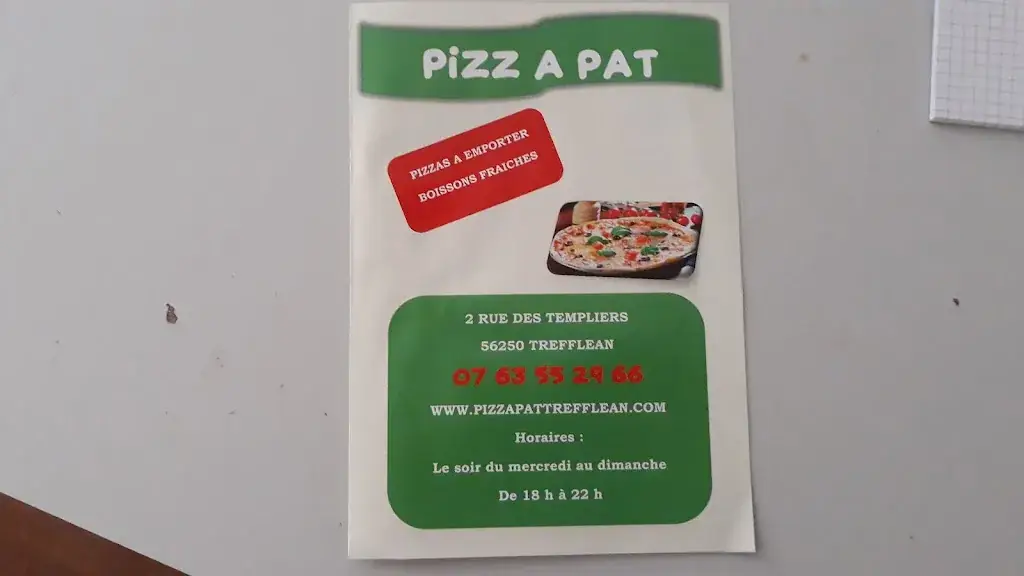 PiZZ A PAT
PIZZAS A EMPORTER
BOISSONS FRAICHES
2 RUE DES TEMPLIERS
56250 TREFFLEAN
07 63 55 29 66
WWW.PIZZAPATTREFFLEAN.COM
Horaires :
Le soir du mercredi au dimanche
De 18 h à 22 h